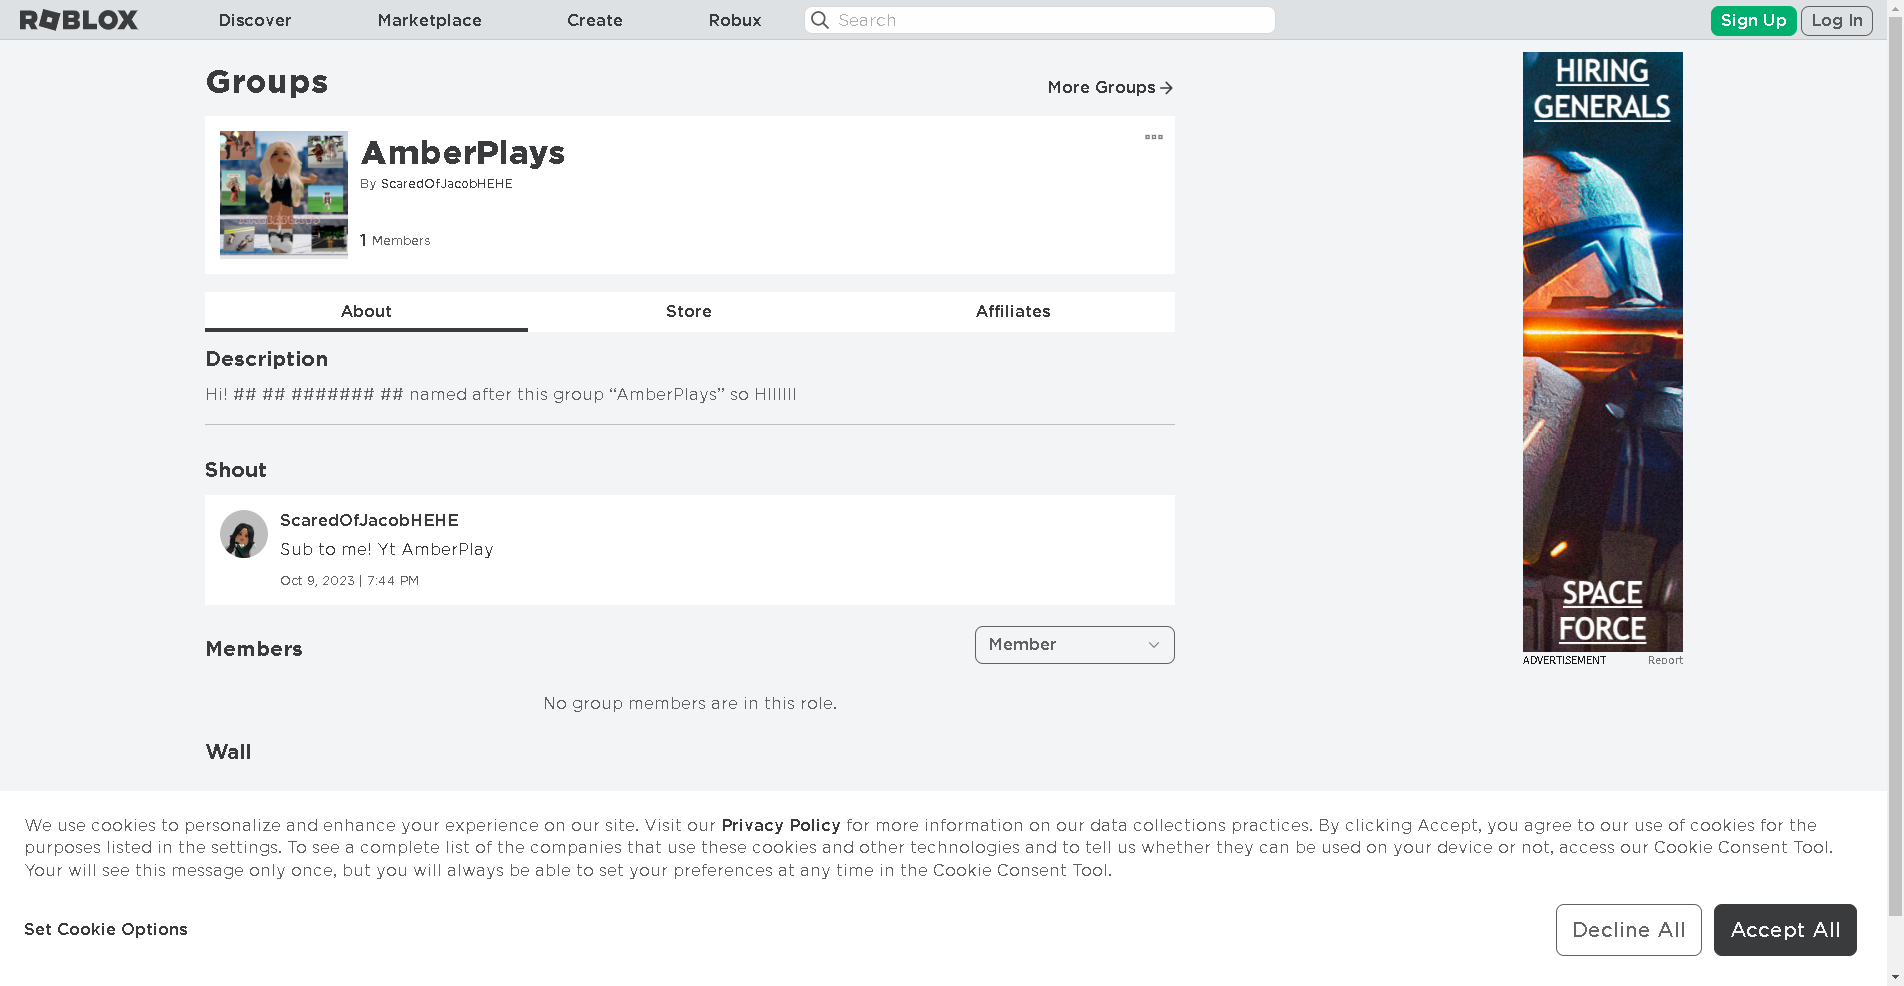 ROBLOX Discover Marketplace Create Robux Search Sign Up Log In
Groups
More Groups
AmberPlays
By ScaredOfJacobHEHE
1 Members
About Store Affiliates
Description
Hi! ## ## ####### ## named after this group “AmberPlays” so HIIIIII
Shout
ScaredOfJacobHEHE
Sub to me! Yt AmberPlay
Oct 9, 2023 | 7:44 PM
Members
Member
No group members are in this role.
Wall
HIRING
GENERALS
SPACE
FORCE
ADVERTISEMENT Report
We use cookies to personalize and enhance your experience on our site. Visit our Privacy Policy for more information on our data collections practices. By clicking Accept, you agree to our use of cookies for the
purposes listed in the settings. To see a complete list of the companies that use these cookies and other technologies and to tell us whether they can be used on your device or not, access our Cookie Consent Tool.
Your will see this message only once, but you will always be able to set your preferences at any time in the Cookie Consent Tool.
Set Cookie Options
Decline All Accept All